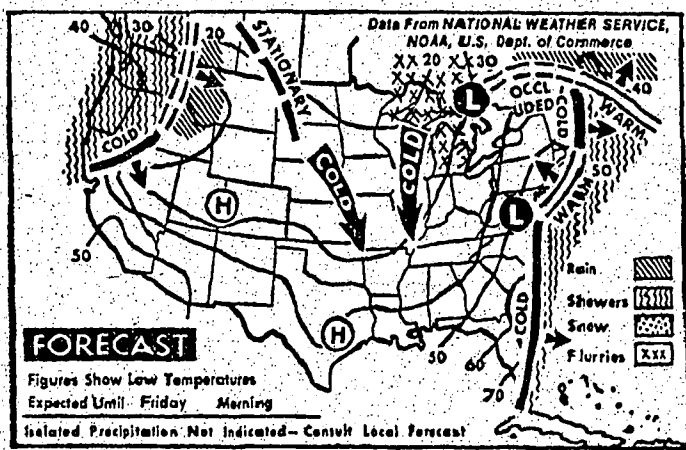 Data From NATIONAL WEATHER SERVICE,
NOAA, U.S. Dept. of Commerce
40 30 20
STATIONARY
20 30
L
OCCL
UDED
COLD
WARM
40
COLD
COLD
COLD
H
L
WARM
50
50
H
COLD
50 60 70
Rain
Showers
Snow
Flurries XXX
FORECAST
Figures Show Low Temperatures
Expected Until Friday Morning
Isolated Precipitation Not Indicated – Consult Local Forecast